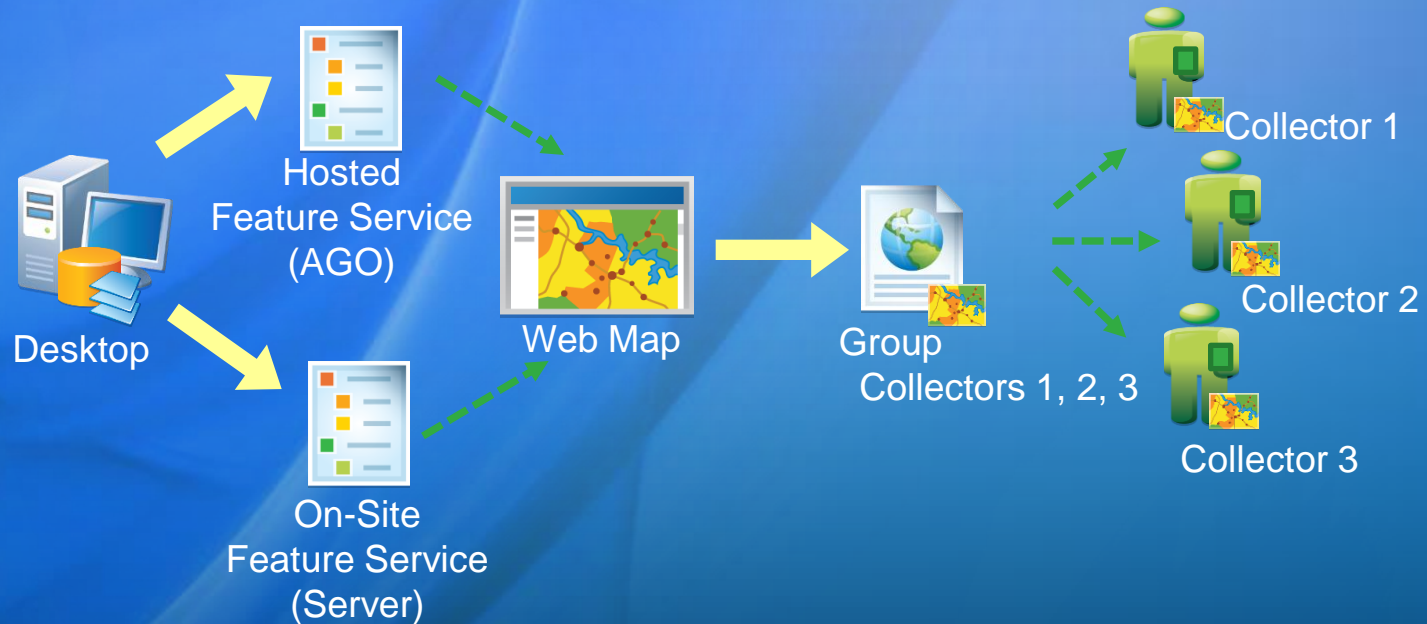 Desktop
Hosted
Feature Service
(AGO)
On-Site
Feature Service
(Server)
Web Map
Group
Collectors 1, 2, 3
Collector 1
Collector 2
Collector 3